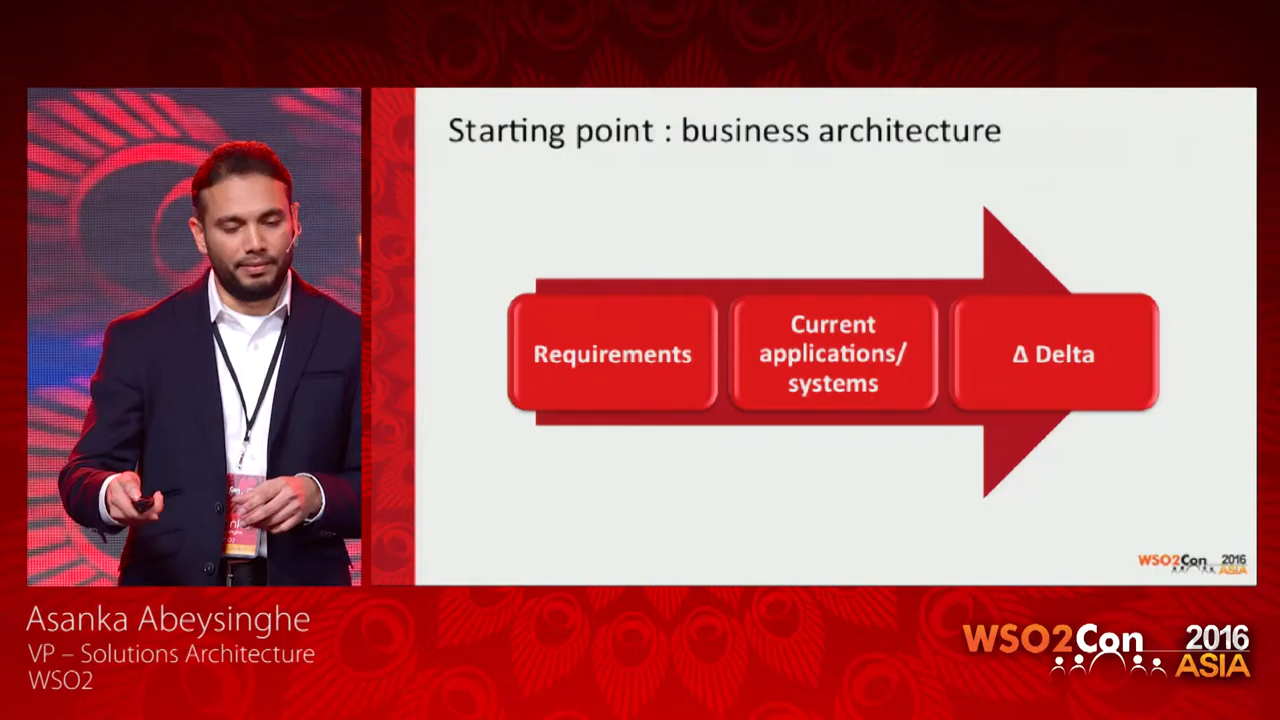 Starting point : business architecture
Requirements
Current
applications/
systems
Δ Delta
WSO2Con 2016
ASIA
Asanka Abeysinghe
VP – Solutions Architecture
WSO2
WSO2Con 2016
ASIA